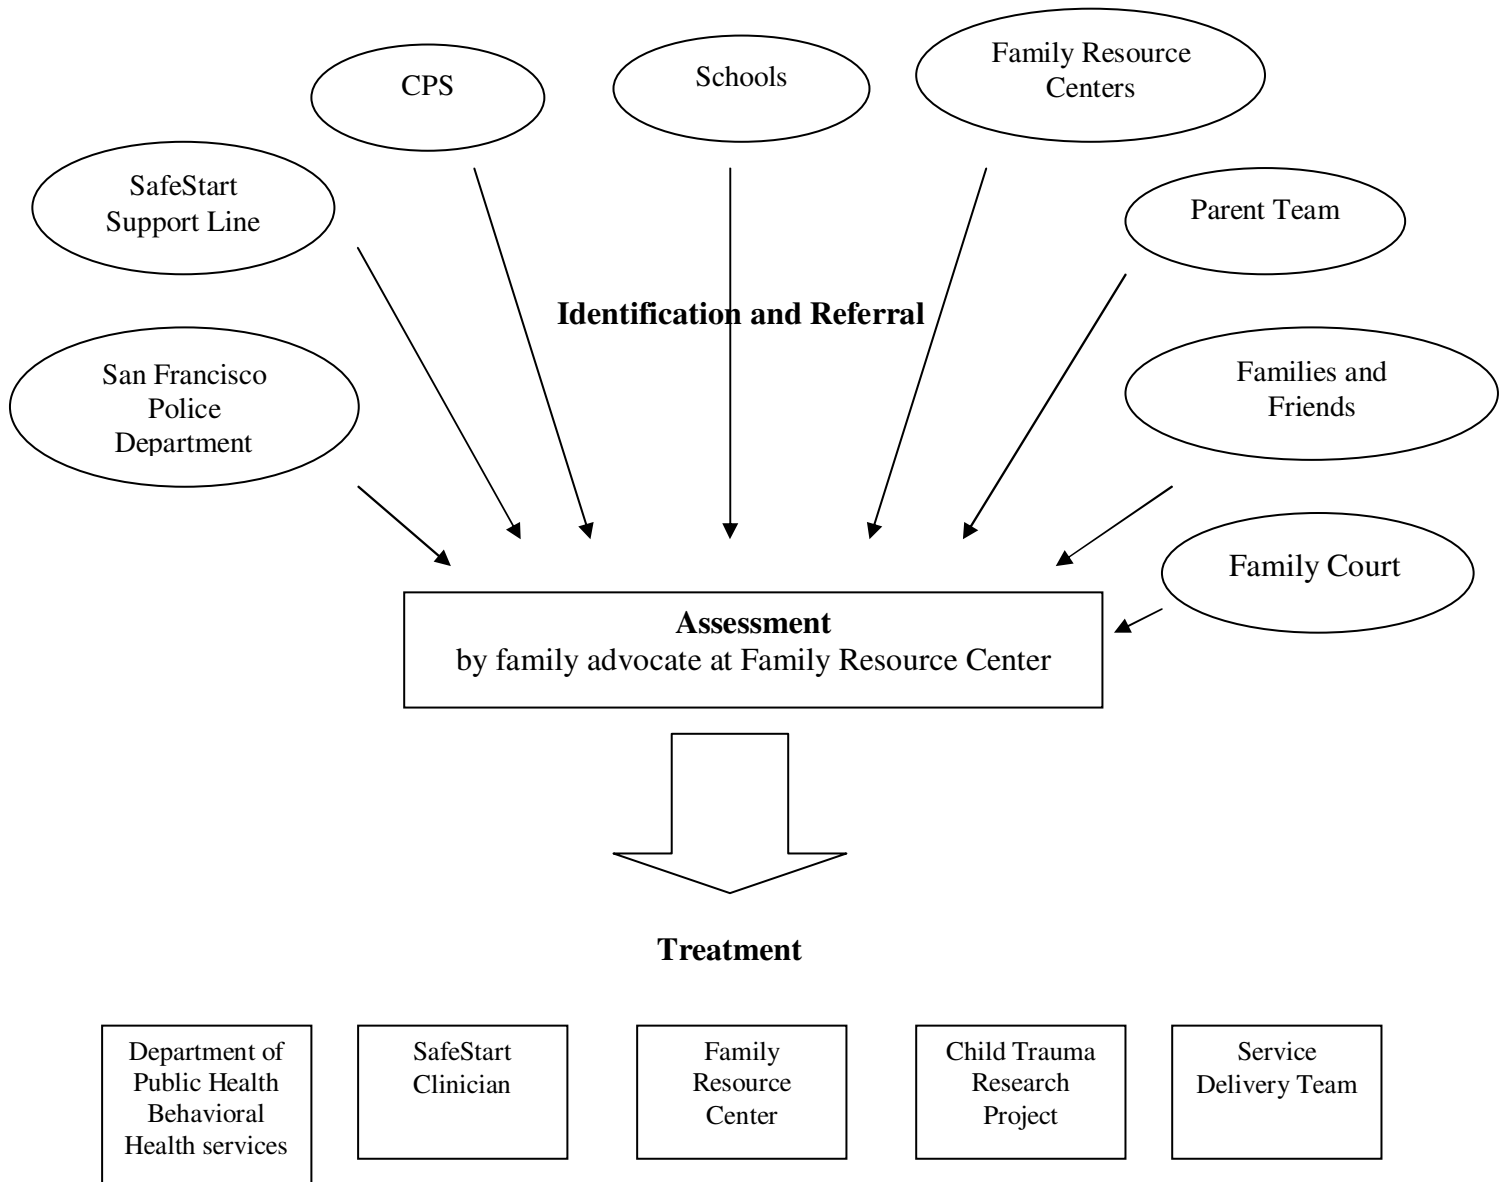 CPS
Schools
Family Resource
Centers
SafeStart
Support Line
Parent Team
Identification and Referral
San Francisco
Police
Department
Families and
Friends
Family Court
Assessment
by family advocate at Family Resource Center
Treatment
Department of
Public Health
Behavioral
Health services
SafeStart
Clinician
Family
Resource
Center
Child Trauma
Research
Project
Service
Delivery Team